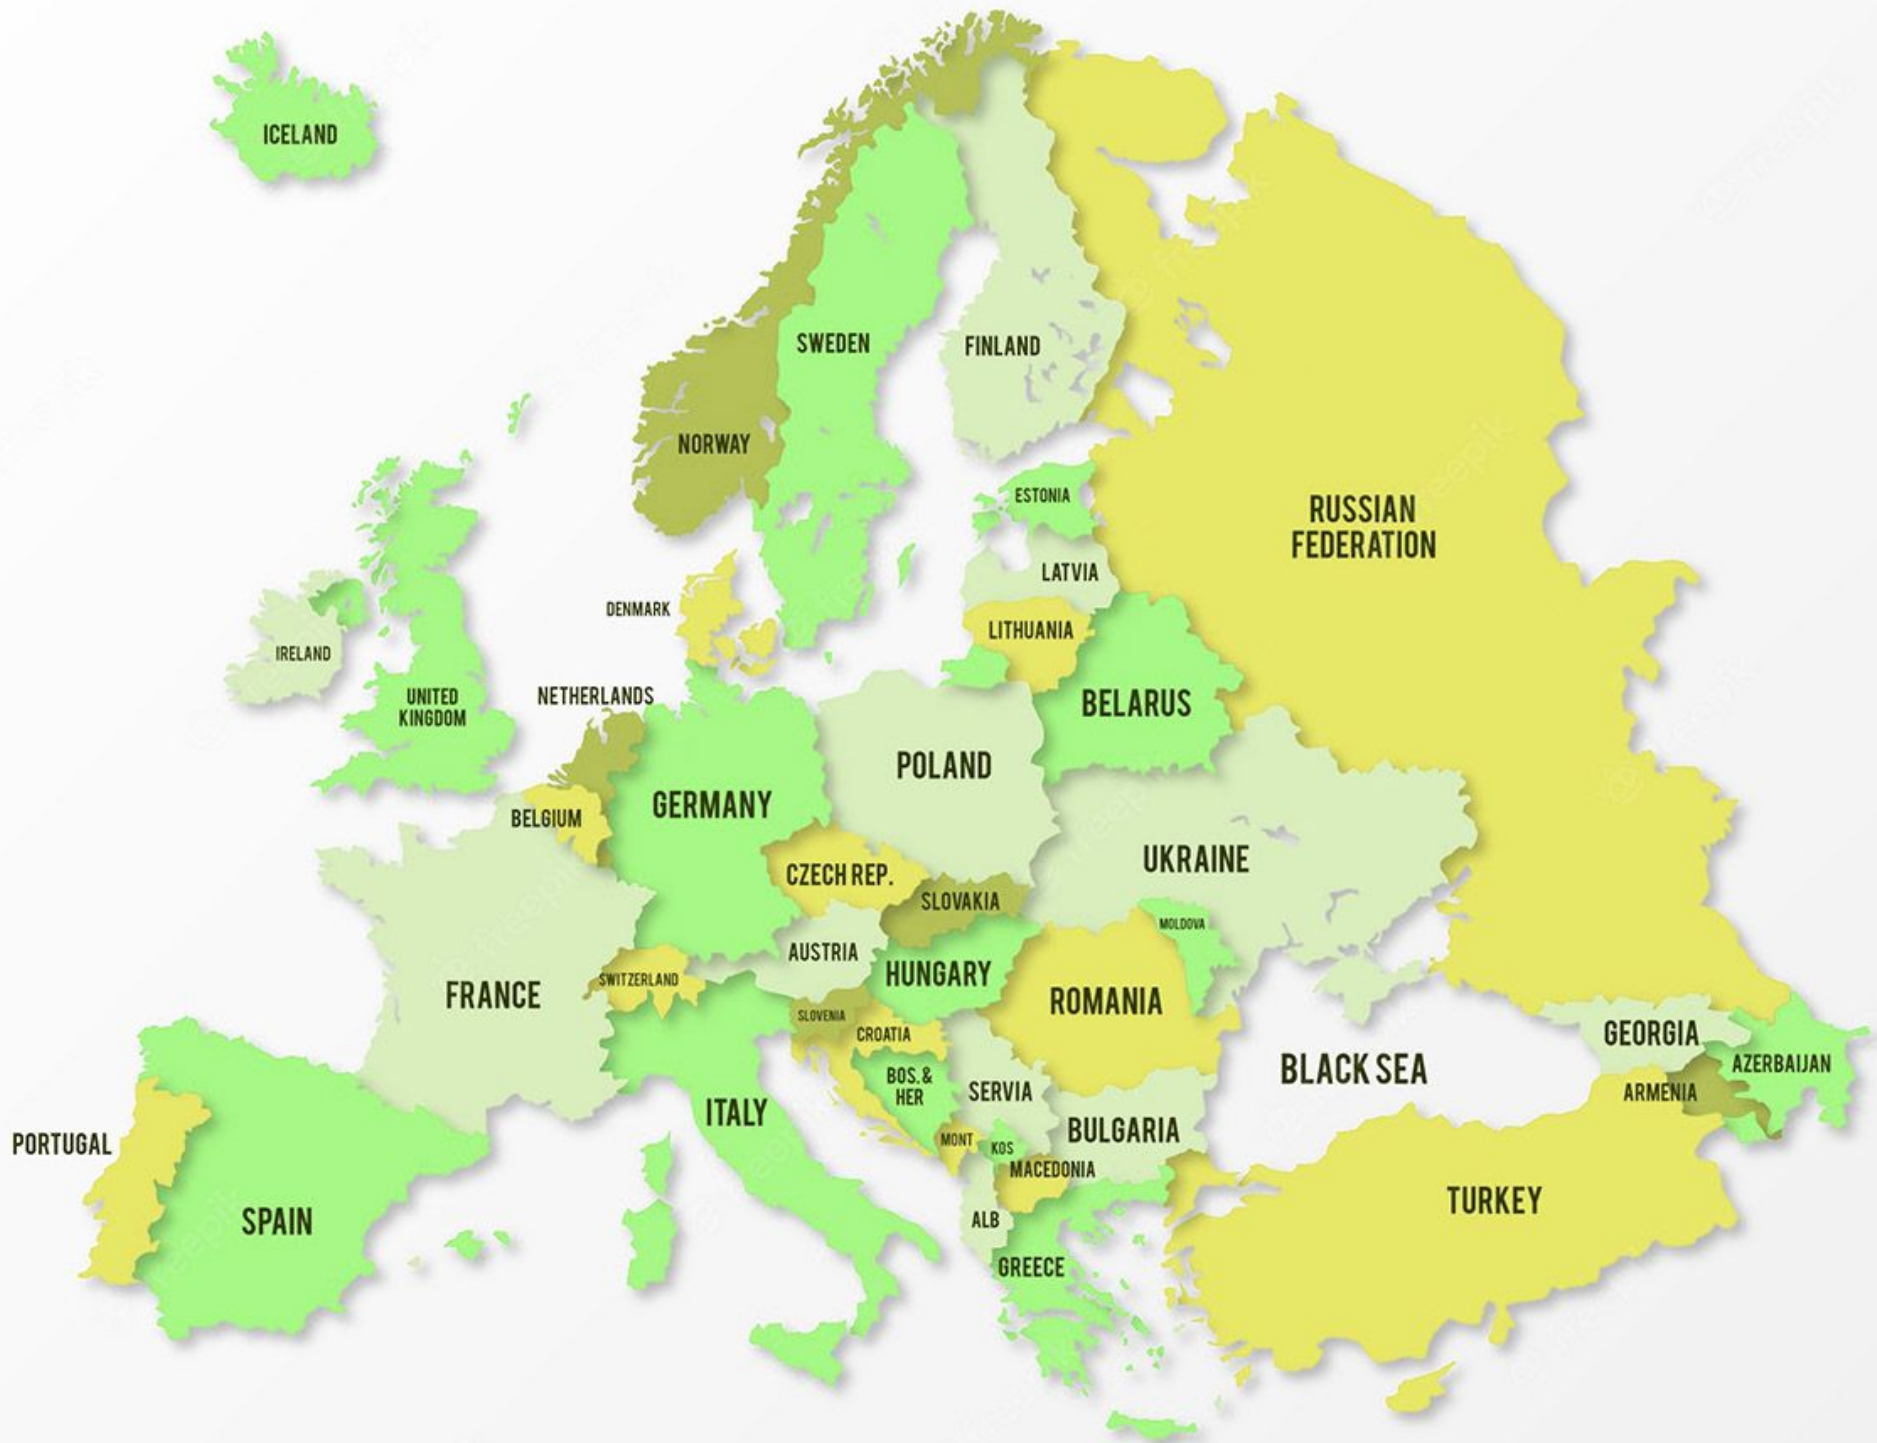 ICELAND
SWEDEN
FINLAND
NORWAY
ESTONIA
RUSSIAN
FEDERATION
LATVIA
DENMARK
LITHUANIA
IRELAND
UNITED
KINGDOM
NETHERLANDS
BELARUS
POLAND
GERMANY
BELGIUM
UKRAINE
CZECH REP.
SLOVAKIA
MOLDOVA
AUSTRIA
HUNGARY
SWITZERLAND
FRANCE
ROMANIA
SLOVENIA
CROATIA
GEORGIA
BLACK SEA
AZERBAIJAN
BOS.&
HER
SERVIA
ARMENIA
ITALY
BULGARIA
PORTUGAL
MONT
KOS
MACEDONIA
TURKEY
SPAIN
ALB
GREECE